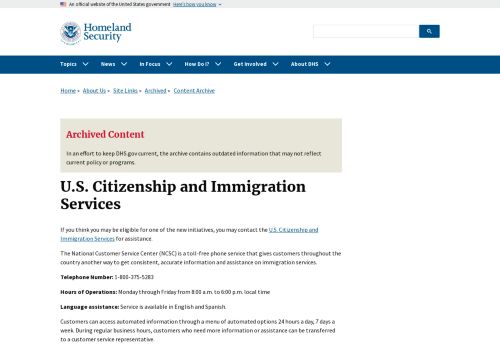 An official website of the United States government Here's how you know
Homeland
Security
Topics News In Focus How Do I? Get Involved About DHS
Home » About Us » Site Links » Archived » Content Archive
Archived Content
In an effort to keep DHS.gov current, the archive contains outdated information that may not reflect
current policy or programs.
U.S. Citizenship and Immigration
Services
If you think you may be eligible for one of the new initiatives, you may contact the U.S. Citizenship and
Immigration Services for assistance.
The National Customer Service Center (NCSC) is a toll-free phone service that gives customers throughout the
country another way to get consistent, accurate information and assistance on immigration services.
Telephone Number: 1-800-375-5283
Hours of Operations: Monday through Friday from 8:00 a.m. to 6:00 p.m. local time
Language assistance: Service is available in English and Spanish.
Customers can access automated information through a menu of automated options 24 hours a day, 7 days a
week. During regular business hours, customers who need more information or assistance can be transferred
to a customer service representative.